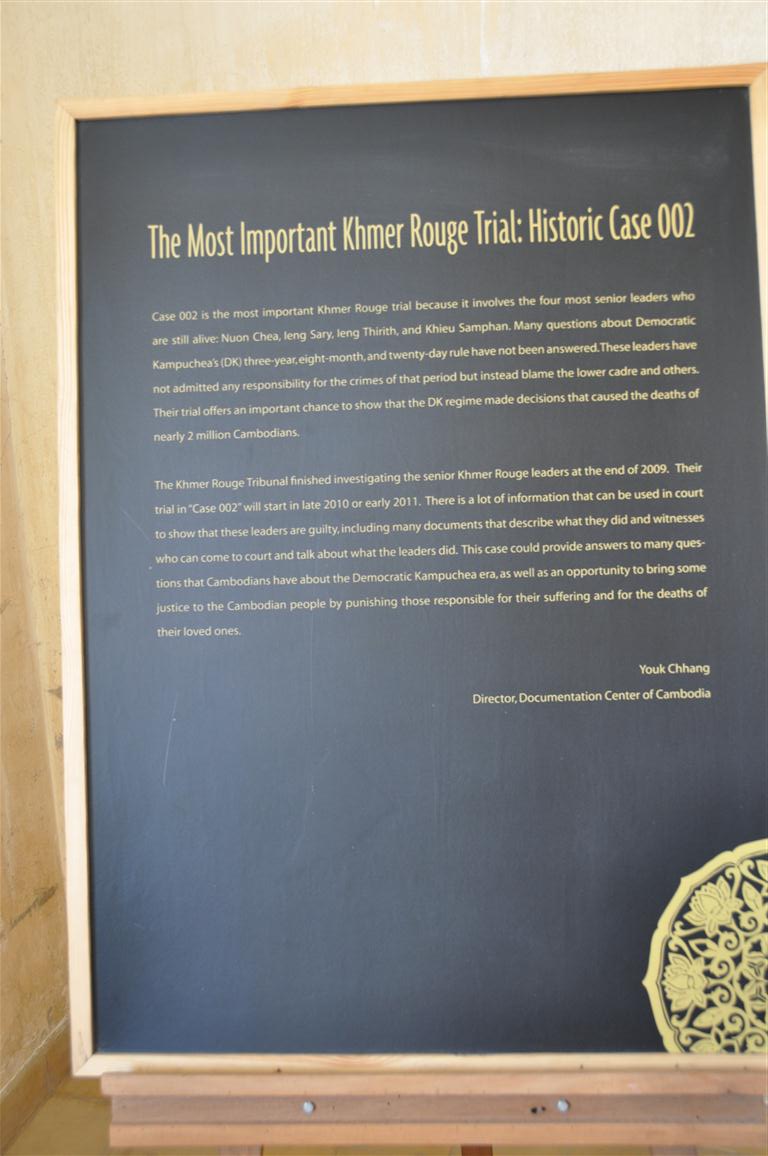 The Most Important Khmer Rouge Trial: Historic Case 002
Case 002 is the most important Khmer Rouge trial because it involves the four most senior leaders who
are still alive: Nuon Chea, Ieng Sary, Ieng Thirith, and Khieu Samphan. Many questions about Democratic
Kampuchea's (DK) three-year, eight-month, and twenty-day rule have not been answered. These leaders have
not admitted any responsibility for the crimes of that period but instead blame the lower cadre and others.
Their trial offers an important chance to show that the DK regime made decisions that caused the deaths of
nearly 2 million Cambodians.
The Khmer Rouge Tribunal finished investigating the senior Khmer Rouge leaders at the end of 2009. Their
trial in "Case 002" will start in late 2010 or early 2011. There is a lot of information that can be used in court
to show that these leaders are guilty, including many documents that describe what they did and witnesses
who can come to court and talk about what the leaders did. This case could provide answers to many ques-
tions that Cambodians have about the Democratic Kampuchea era, as well as an opportunity to bring some
justice to the Cambodian people by punishing those responsible for their suffering and for the deaths of
their loved ones.
Youk Chhang
Director, Documentation Center of Cambodia